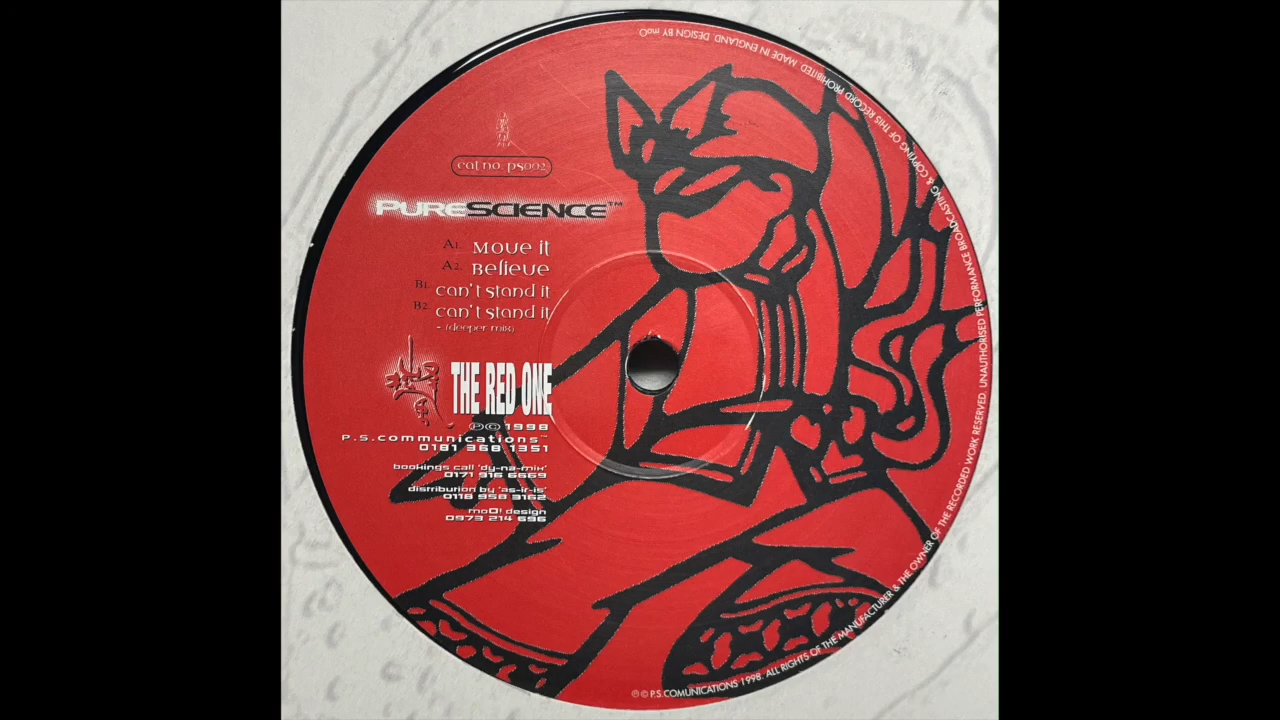 cat no. ps002
PURESCIENCE™
A1. Move it
A2. Believe
B1. can't stand it
B2. can't stand it
- (deeper mix)
THE RED ONE
℗© 1998
P.S.communications™
0181 368 1351
bookings call 'dy-na-mix'
0171 916 6669
distribution by 'as-it-is'
0118 958 3162
moO! design
0973 214 696
℗ © P.S COMUNICATIONS 1998. ALL RIGHTS OF THE MANUFACTURER & THE OWNER OF THE RECORDED WORK RESERVED. UNAUTHORISED PERFORMANCE BROADCASTING & COPYING OF THIS RECORD PROHIBITED. MADE IN ENGLAND. DESIGN BY moO